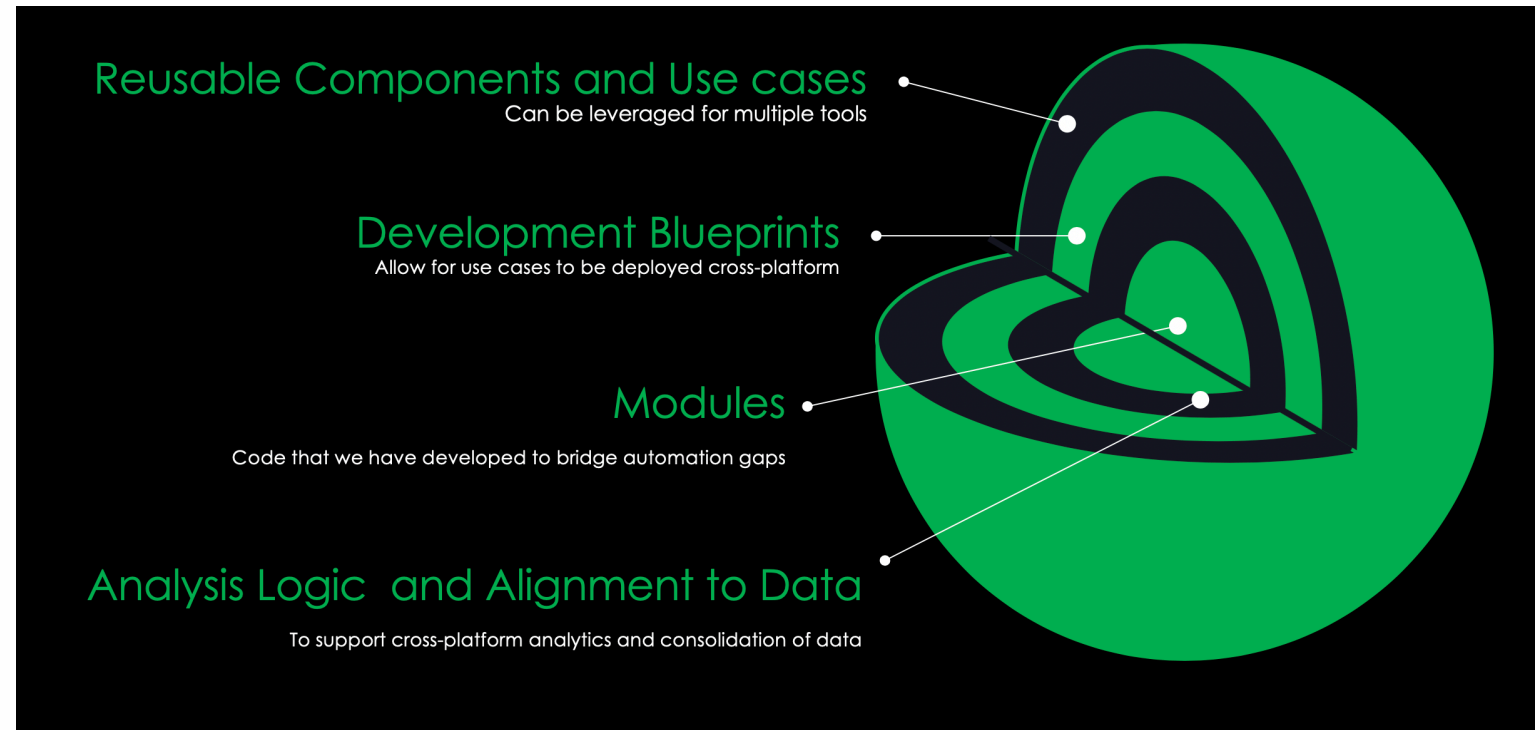 Reusable Components and Use cases
Can be leveraged for multiple tools
Development Blueprints
Allow for use cases to be deployed cross-platform
Modules
Code that we have developed to bridge automation gaps
Analysis Logic  and Alignment to Data
To support cross-platform analytics and consolidation of data